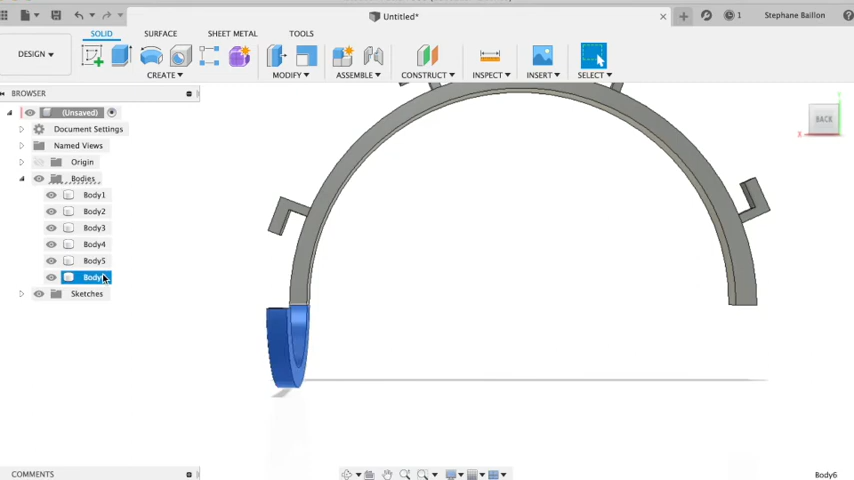 Untitled*
1
Stephane Baillon
DESIGN
SOLID
SURFACE
SHEET METAL
TOOLS
CREATE
MODIFY
ASSEMBLE
CONSTRUCT
INSPECT
INSERT
SELECT
BROWSER
(Unsaved)
Document Settings
Named Views
Origin
Bodies
Body1
Body2
Body3
Body4
Body5
Sketches
BACK
X
COMMENTS
Body6